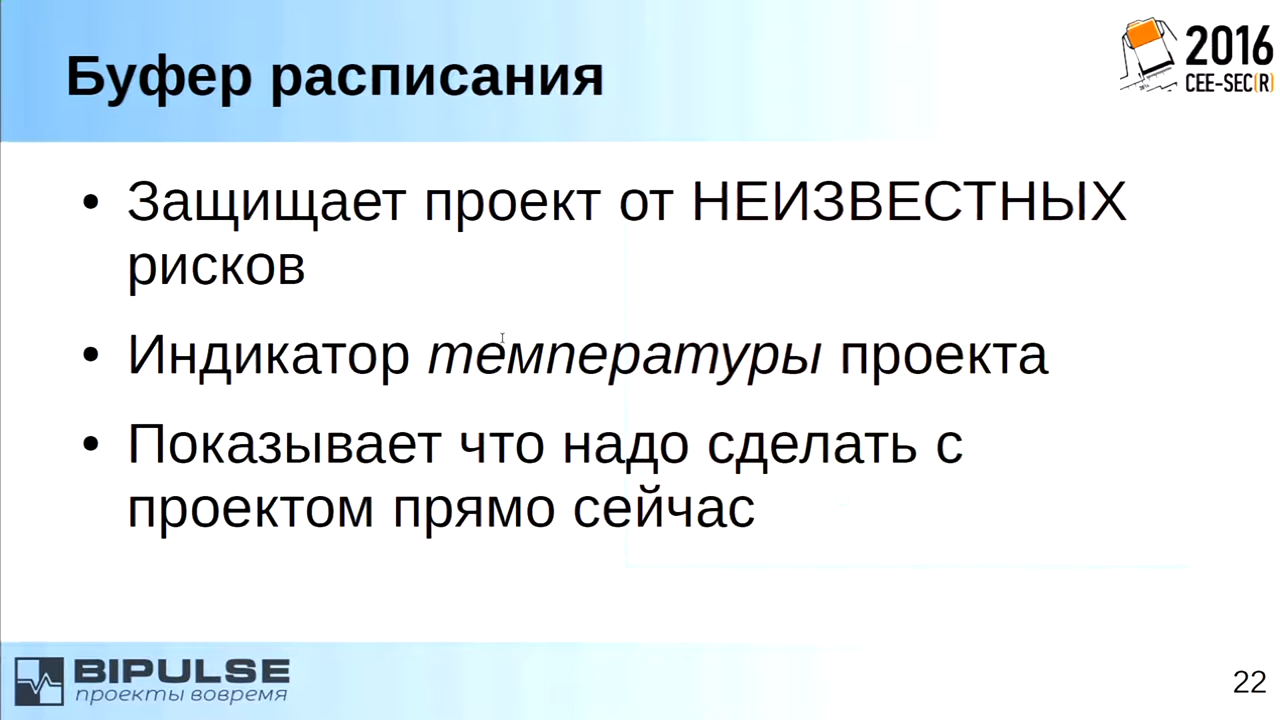 Буфер расписания
2016
CEE-SEC(R)
• Защищает проект от НЕИЗВЕСТНЫХ
рисков
• Индикатор температуры проекта
• Показывает что надо сделать с
проектом прямо сейчас
BIPULSE
проекты вовремя
22